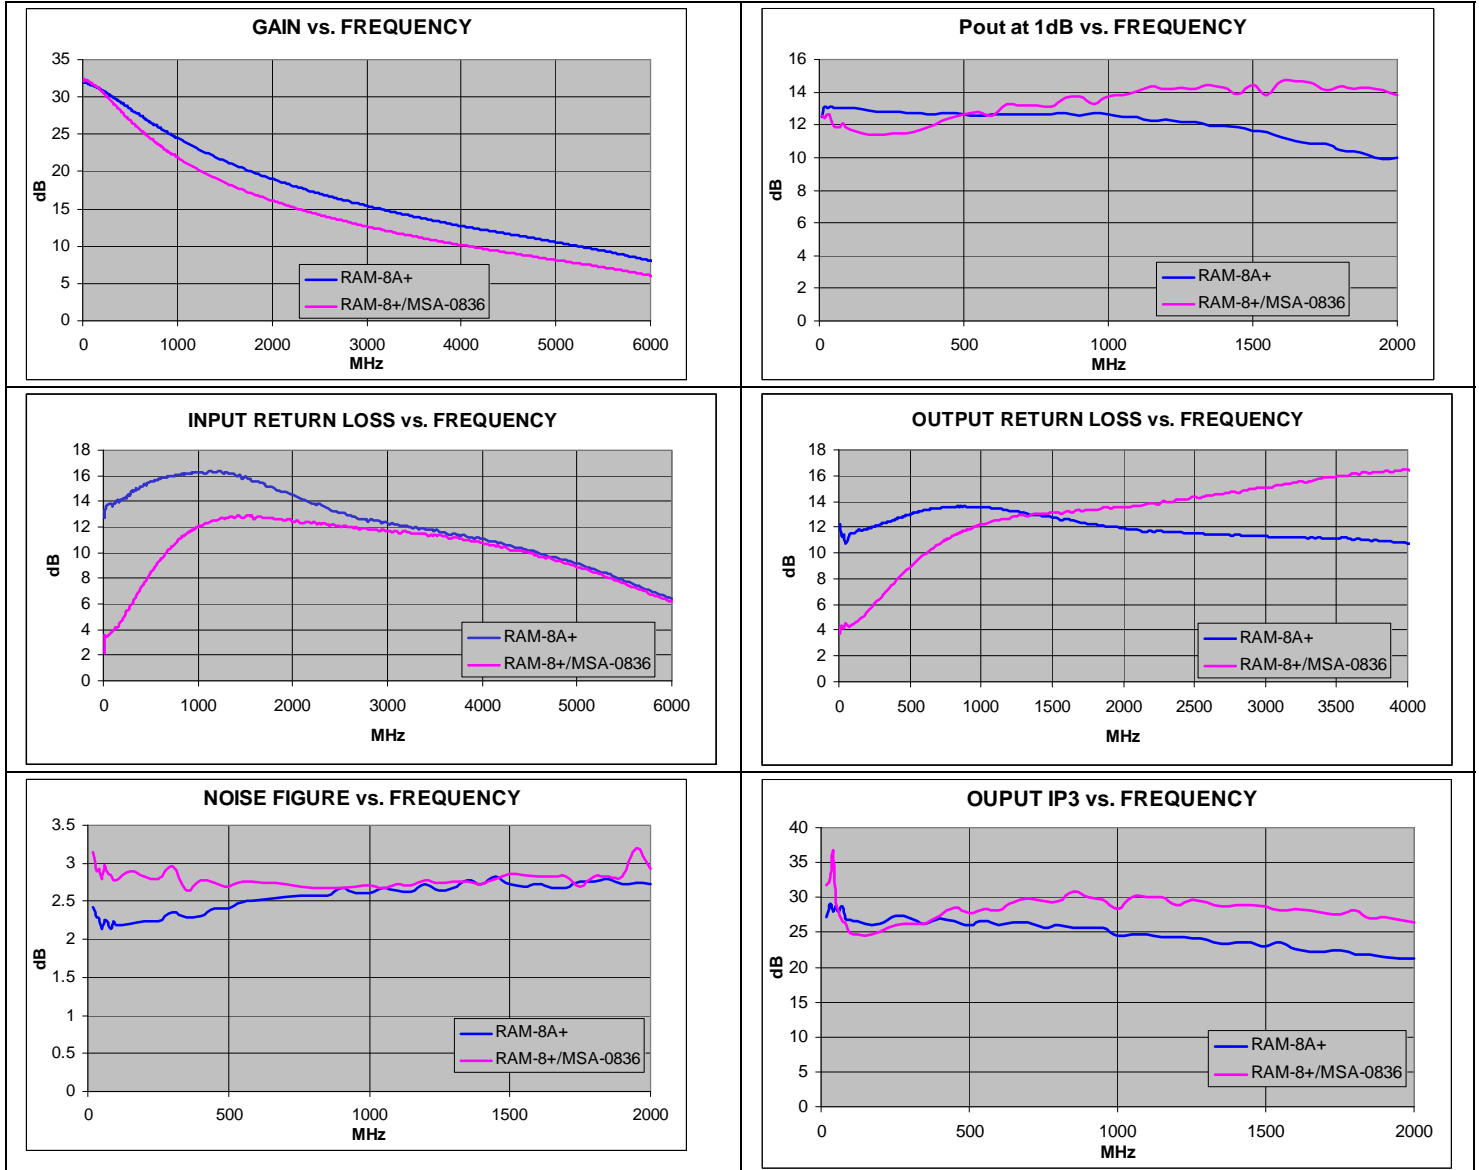 GAIN vs. FREQUENCY
35
30
25
20
15
10
5
0
dB
RAM-8A+
RAM-8+/MSA-0836
0 1000 2000 3000 4000 5000 6000
MHz
Pout at 1dB vs. FREQUENCY
16
14
12
10
8
6
4
2
0
dB
RAM-8A+
RAM-8+/MSA-0836
0 500 1000 1500 2000
MHz
INPUT RETURN LOSS vs. FREQUENCY
18
16
14
12
10
8
6
4
2
0
dB
RAM-8A+
RAM-8+/MSA-0836
0 1000 2000 3000 4000 5000 6000
MHz
OUTPUT RETURN LOSS vs. FREQUENCY
18
16
14
12
10
8
6
4
2
0
dB
RAM-8A+
RAM-8+/MSA-0836
0 500 1000 1500 2000 2500 3000 3500 4000
MHz
NOISE FIGURE vs. FREQUENCY
3.5
3
2.5
2
1.5
1
0.5
0
dB
RAM-8A+
RAM-8+/MSA-0836
0 500 1000 1500 2000
MHz
OUPUT IP3 vs. FREQUENCY
40
35
30
25
20
15
10
5
0
dB
RAM-8A+
RAM-8+/MSA-0836
0 500 1000 1500 2000
MHz